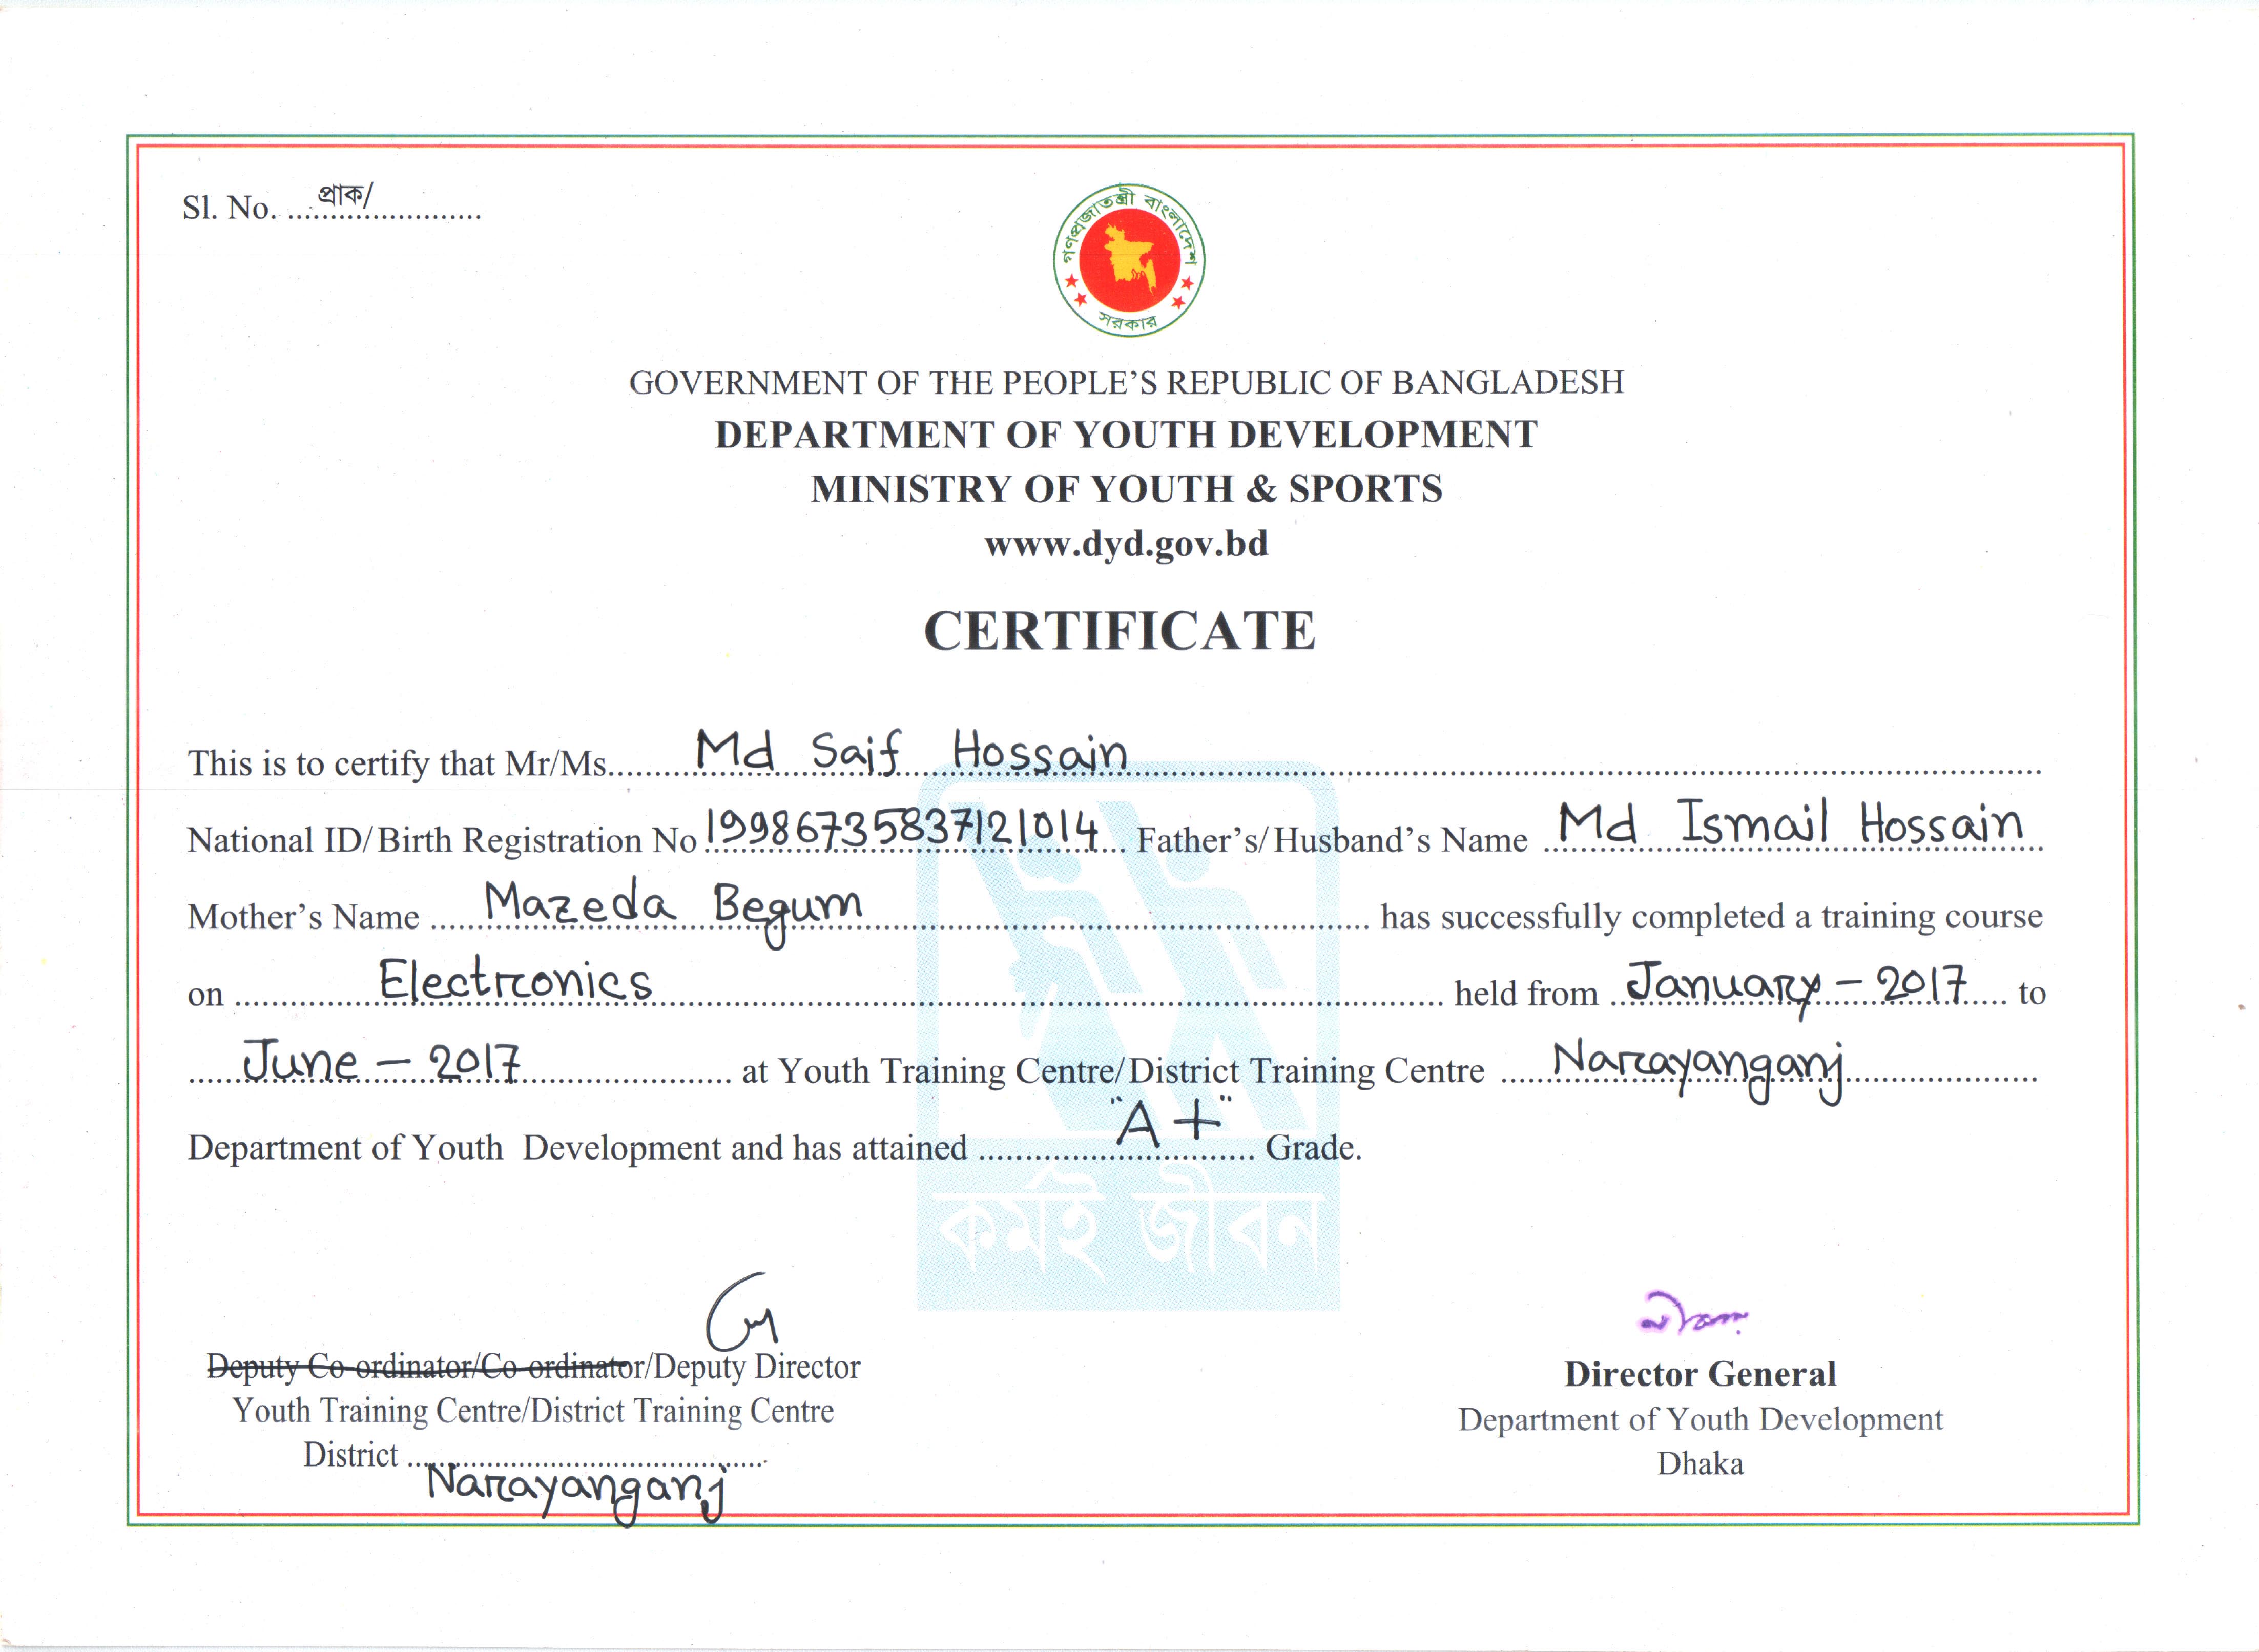 Sl. No. ...প্রাক/...
গণপ্রজাতন্ত্রী বাংলাদেশ
সরকার
GOVERNMENT OF THE PEOPLE'S REPUBLIC OF BANGLADESH
DEPARTMENT OF YOUTH DEVELOPMENT
MINISTRY OF YOUTH & SPORTS
www.dyd.gov.bd
CERTIFICATE
This is to certify that Mr/Ms. Md Saif Hossain
National ID/Birth Registration No 19986735837121014 Father's/Husband's Name Md Ismail Hossain
Mother's Name Mazeda Begum has successfully completed a training course
on Electronics held from January - 2017 to
June - 2017 at Youth Training Centre/District Training Centre Narayanganj
Department of Youth Development and has attained "A+" Grade.
কর্মই জীবন
Deputy Co-ordinator/Co-ordinator/Deputy Director
Youth Training Centre/District Training Centre
District
Narayanganj
Director General
Department of Youth Development
Dhaka